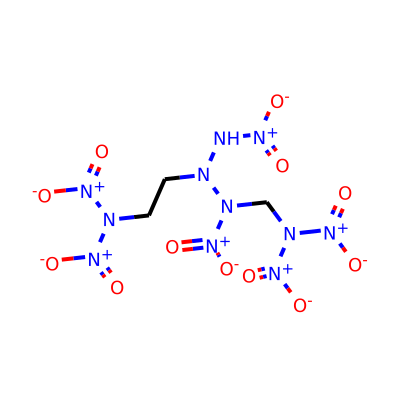 O-
NH N+
O O
-O N+ N
N O
N N N+
-O N+ O N+ O N+ O-
O O-
O-